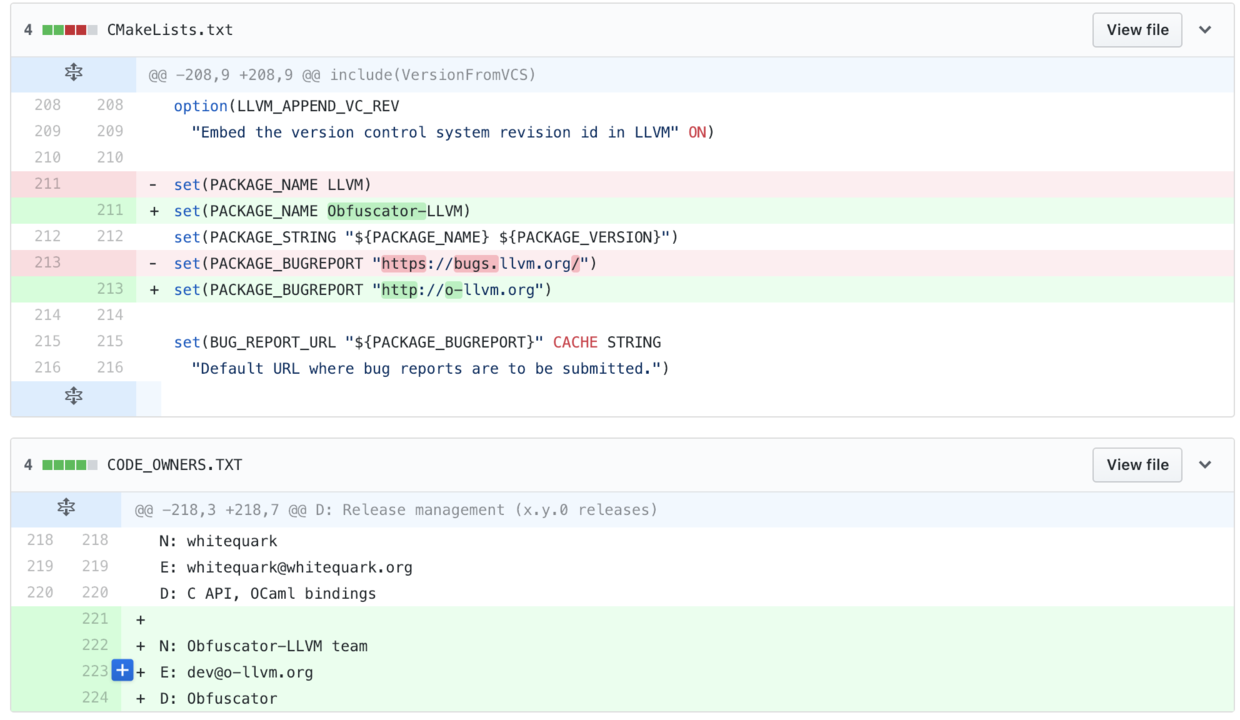 4 CMakeLists.txt View file
@@ -208,9 +208,9 @@ include(VersionFromVCS)
208 208 option(LLVM_APPEND_VC_REV
209 209 "Embed the version control system revision id in LLVM" ON)
210 210
211 - set(PACKAGE_NAME LLVM)
211 + set(PACKAGE_NAME Obfuscator-LLVM)
212 212 set(PACKAGE_STRING "${PACKAGE_NAME} ${PACKAGE_VERSION}")
213 - set(PACKAGE_BUGREPORT "https://bugs.llvm.org/")
213 + set(PACKAGE_BUGREPORT "http://o-llvm.org")
214 214
215 215 set(BUG_REPORT_URL "${PACKAGE_BUGREPORT}" CACHE STRING
216 216 "Default URL where bug reports are to be submitted.")
4 CODE_OWNERS.TXT View file
@@ -218,3 +218,7 @@ D: Release management (x.y.0 releases)
218 218 N: whitequark
219 219 E: whitequark@whitequark.org
220 220 D: C API, OCaml bindings
221 +
222 + N: Obfuscator-LLVM team
223 + E: dev@o-llvm.org
224 + D: Obfuscator